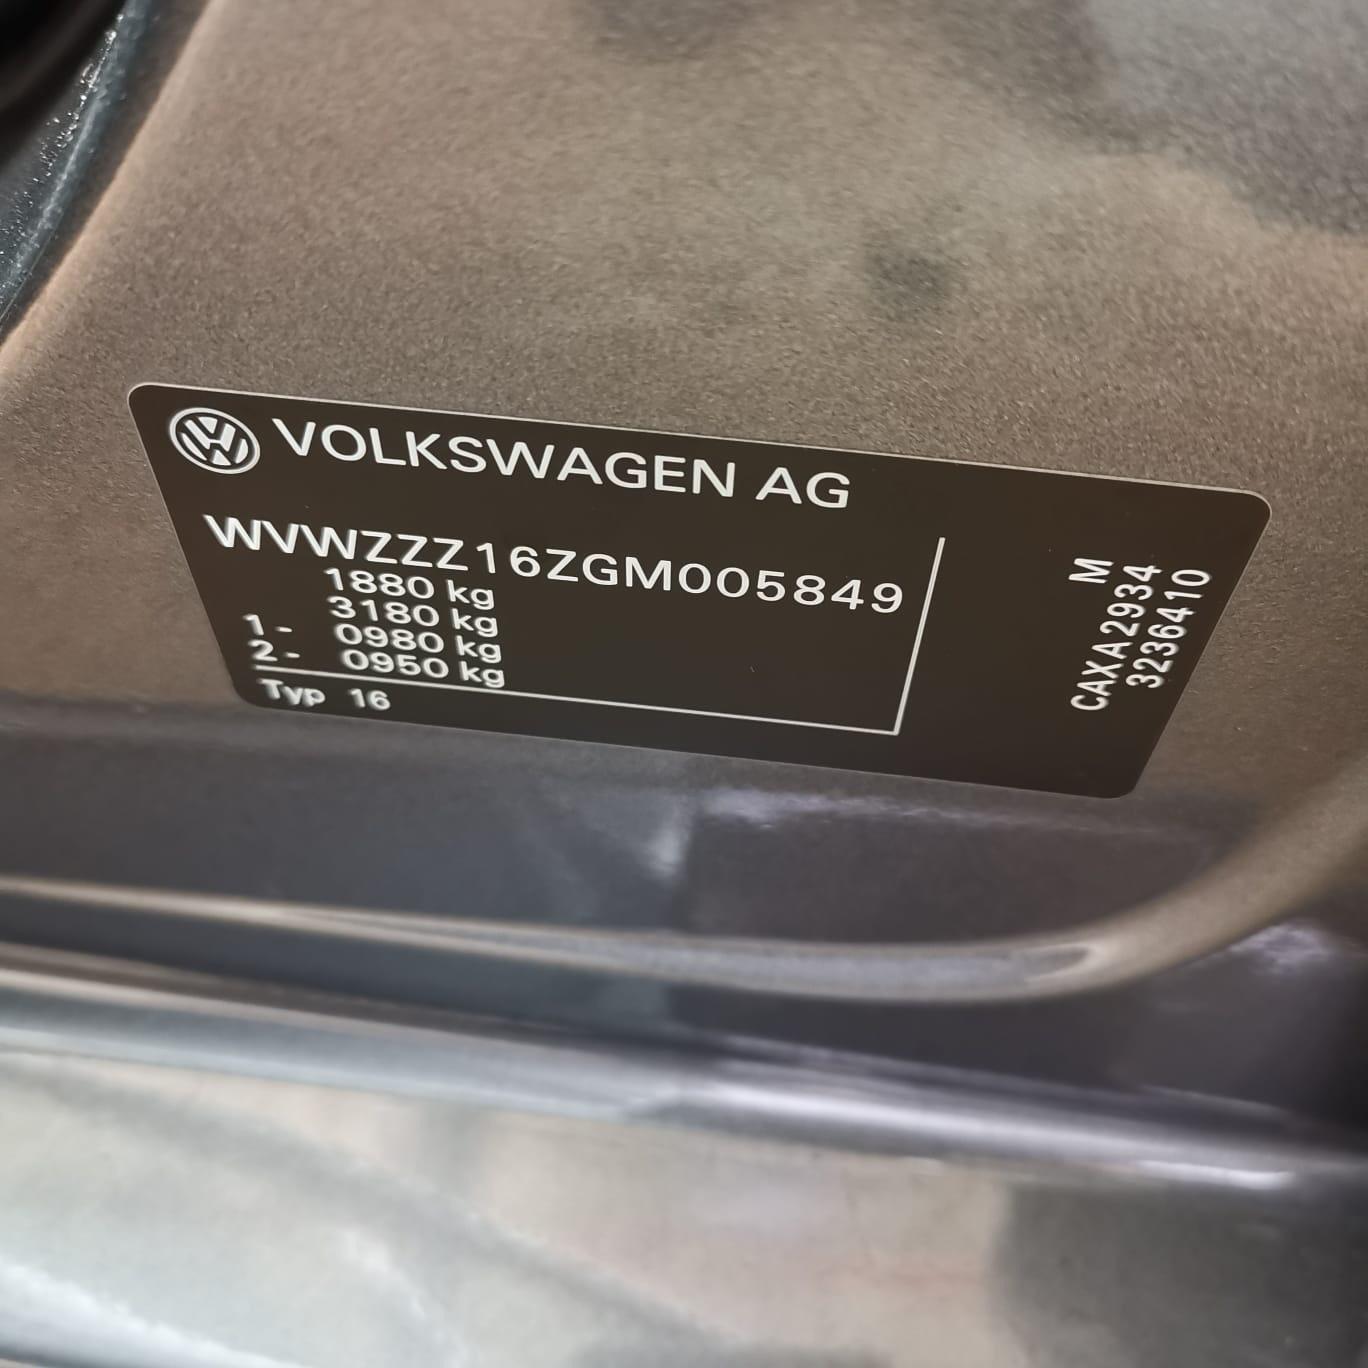 VOLKSWAGEN AG
WVWZZZ16ZGM005849
1880 kg
3180 kg
1- 0980 kg
2- 0950 kg
Typ 16
M
CAXA2934
3236410